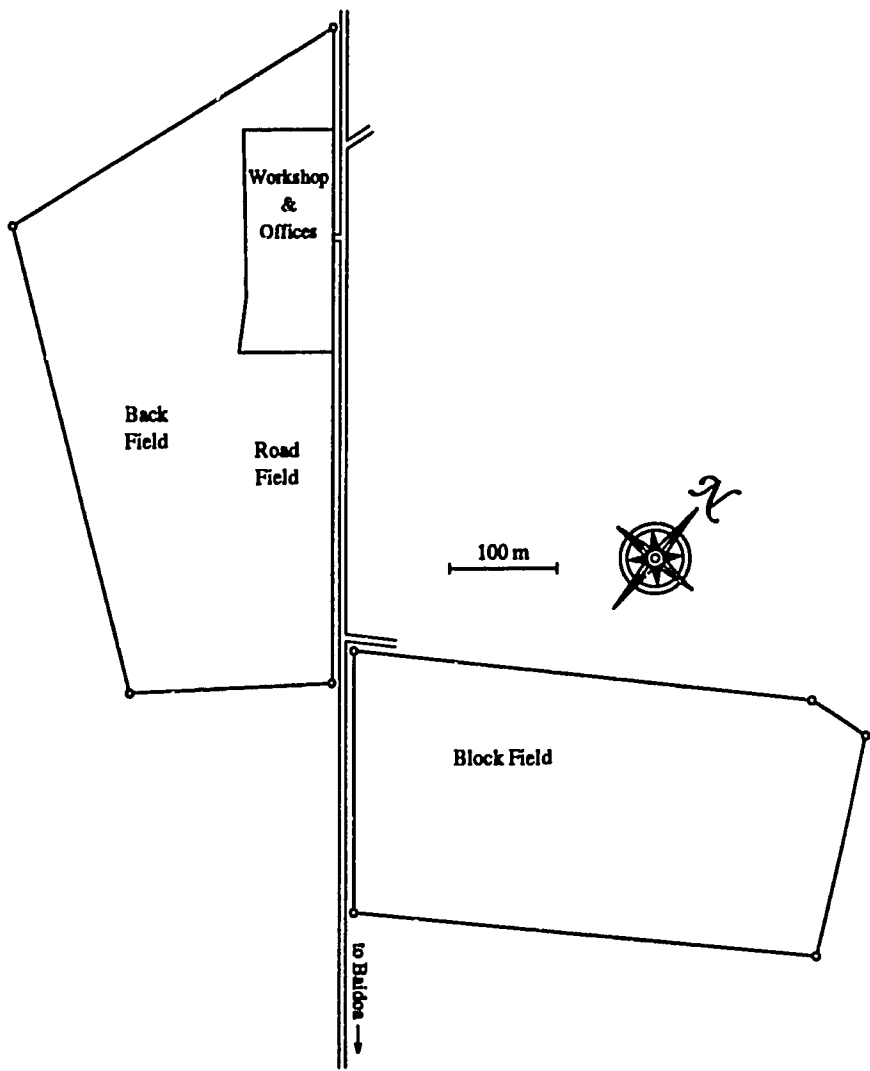 Workshop
&
Offices
Back
Field
Road
Field
N
100 m
Block Field
to Baidoa